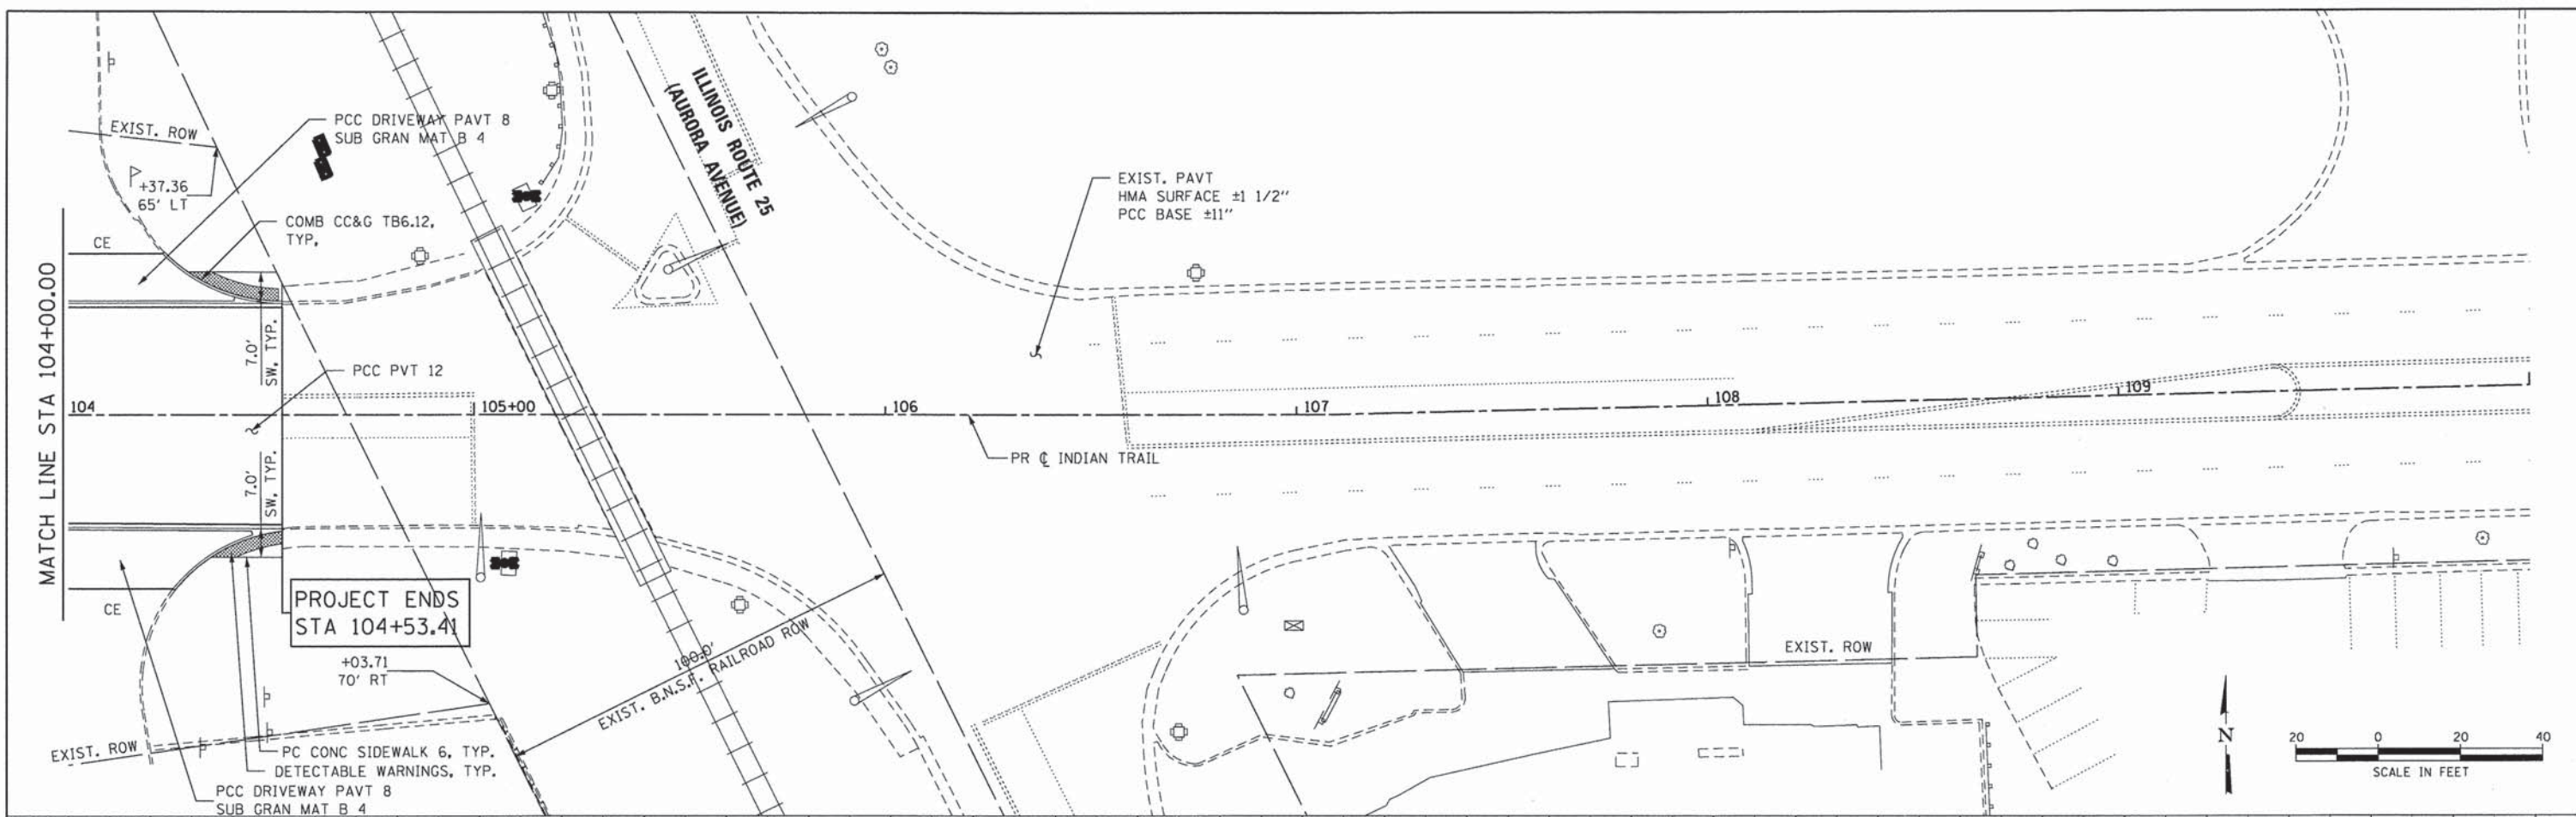 MATCH LINE STA 104+00.00
EXIST. ROW
+37.36
65' LT
PCC DRIVEWAY PAVT 8
SUB GRAN MAT B 4
COMB CC&G TB6.12,
TYP.
CE
7.0'
SW, TYP.
PCC PVT 12
104
105+00
106
107
108
109
7.0'
SW, TYP.
CE
PROJECT ENDS
STA 104+53.41
+03.71
70' RT
EXIST. ROW
PC CONC SIDEWALK 6, TYP.
DETECTABLE WARNINGS, TYP.
PCC DRIVEWAY PAVT 8
SUB GRAN MAT B 4
ILLINOIS ROUTE 25
(AURORA AVENUE)
EXIST. PAVT
HMA SURFACE ±1 1/2"
PCC BASE ±11"
PR ℄ INDIAN TRAIL
100.0'
EXIST. B.N.S.F. RAILROAD ROW
EXIST. ROW
N
20 0 20 40
SCALE IN FEET